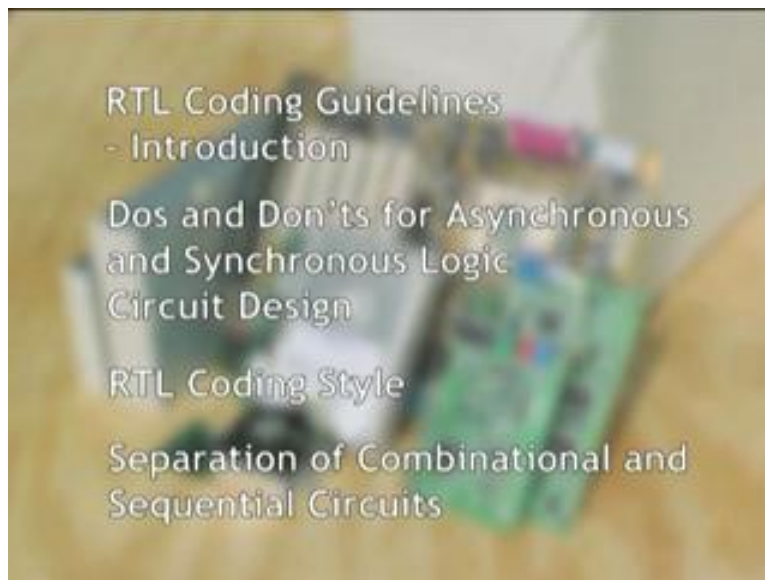 RTL Coding Guidelines
- Introduction
Dos and Don'ts for Asynchronous
and Synchronous Logic
Circuit Design
RTL Coding Style
Separation of Combinational and
Sequential Circuits